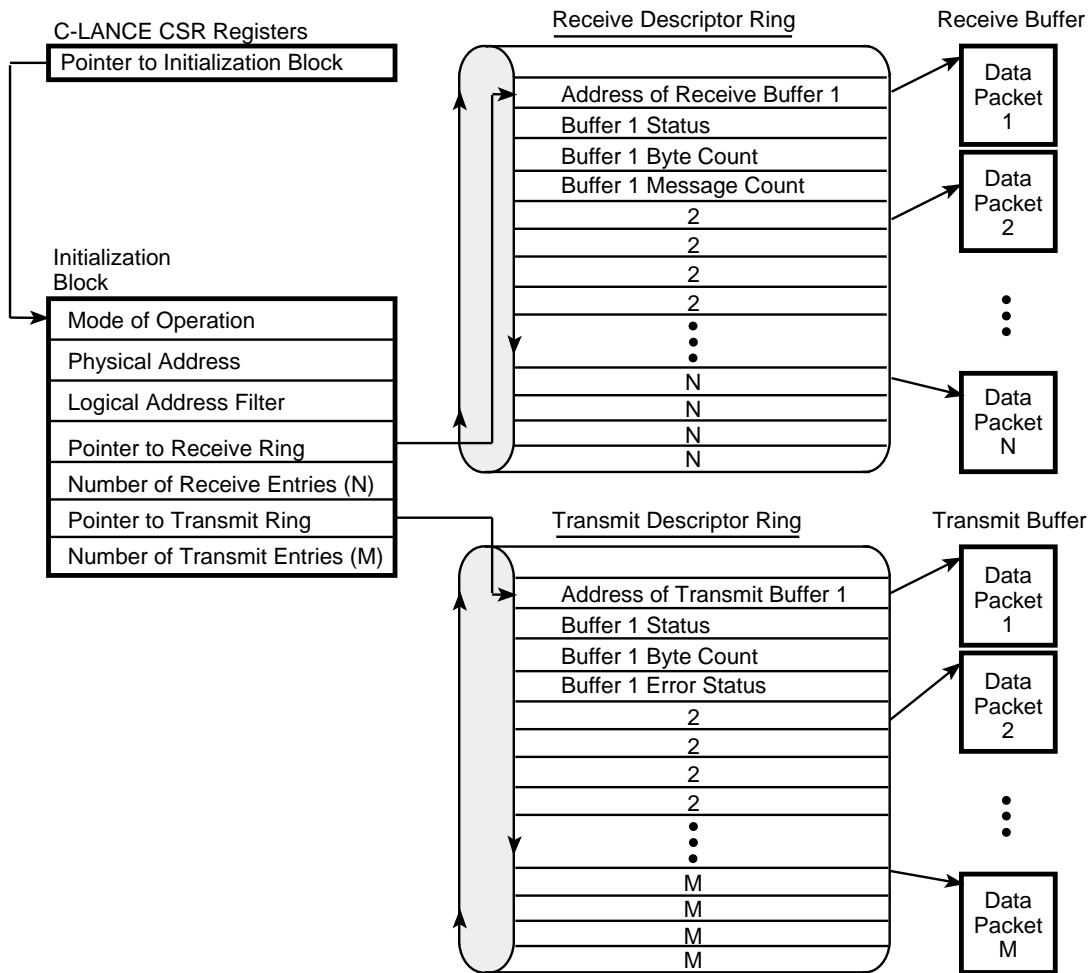 C-LANCE CSR Registers
Pointer to Initialization Block
Initialization
Block
Mode of Operation
Physical Address
Logical Address Filter
Pointer to Receive Ring
Number of Receive Entries (N)
Pointer to Transmit Ring
Number of Transmit Entries (M)
Receive Descriptor Ring
Address of Receive Buffer 1
Buffer 1 Status
Buffer 1 Byte Count
Buffer 1 Message Count
2
2
2
2
N
N
N
N
Receive Buffer
Data
Packet
1
Data
Packet
2
Data
Packet
N
Transmit Descriptor Ring
Address of Transmit Buffer 1
Buffer 1 Status
Buffer 1 Byte Count
Buffer 1 Error Status
2
2
2
2
M
M
M
M
Transmit Buffer
Data
Packet
1
Data
Packet
2
Data
Packet
M